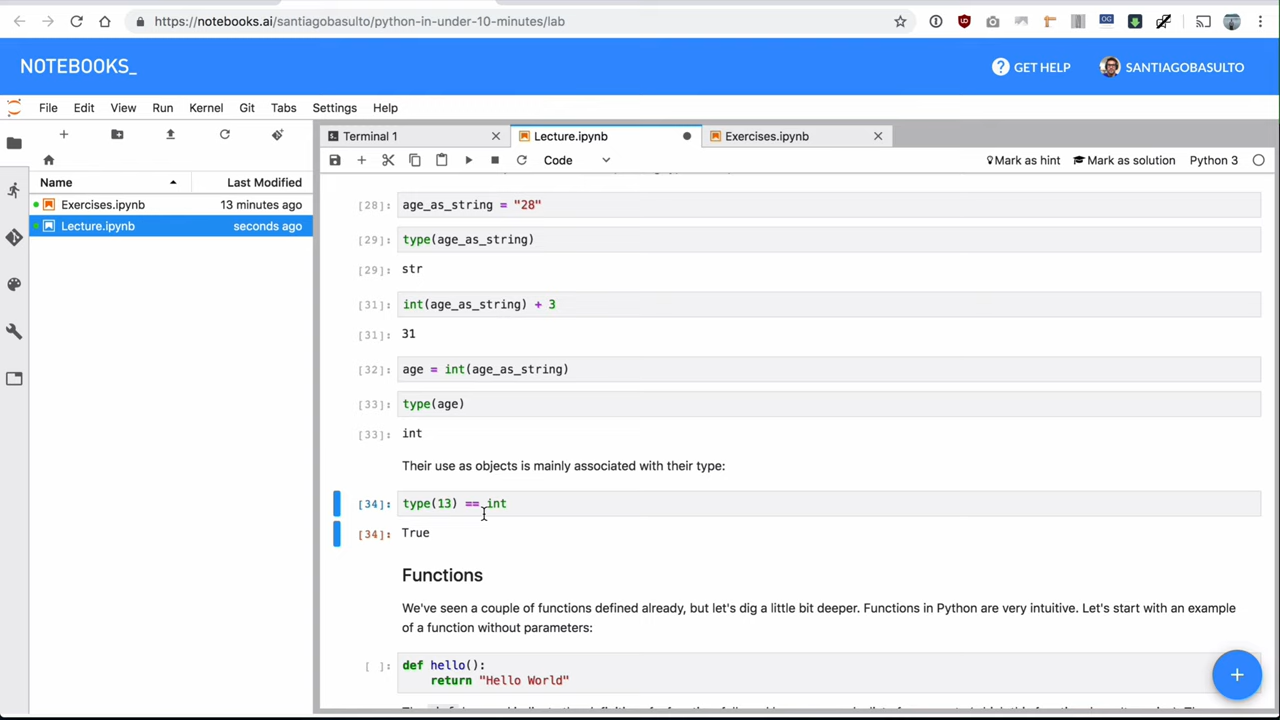 https://notebooks.ai/santiagobasulto/python-in-under-10-minutes/lab
NOTEBOOKS_
GET HELP
SANTIAGOBASULTO
File Edit View Run Kernel Git Tabs Settings Help
Terminal 1
Lecture.ipynb
Exercises.ipynb
Code
Mark as hint
Mark as solution
Python 3
Name
Last Modified
Exercises.ipynb 13 minutes ago
Lecture.ipynb seconds ago
[28]: age_as_string = "28"
[29]: type(age_as_string)
[29]: str
[31]: int(age_as_string) + 3
[31]: 31
[32]: age = int(age_as_string)
[33]: type(age)
[33]: int
Their use as objects is mainly associated with their type:
[34]: type(13) == int
[34]: True
Functions
We've seen a couple of functions defined already, but let's dig a little bit deeper. Functions in Python are very intuitive. Let's start with an example
of a function without parameters:
[ ]: def hello():
return "Hello World"